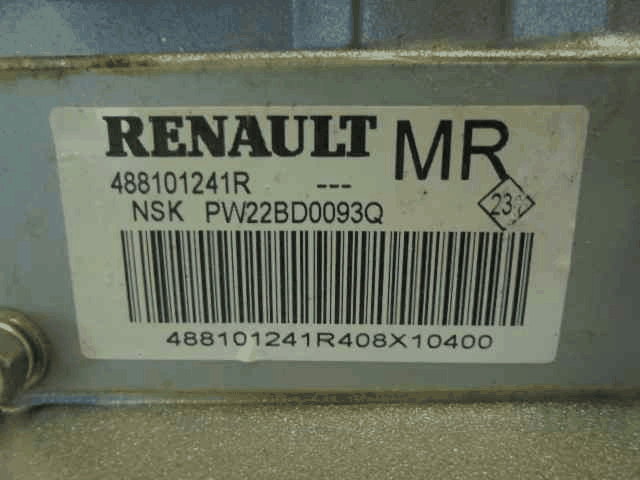 RENAULT MR
488101241R ---
NSK PW22BD0093Q
488101241R408X10400